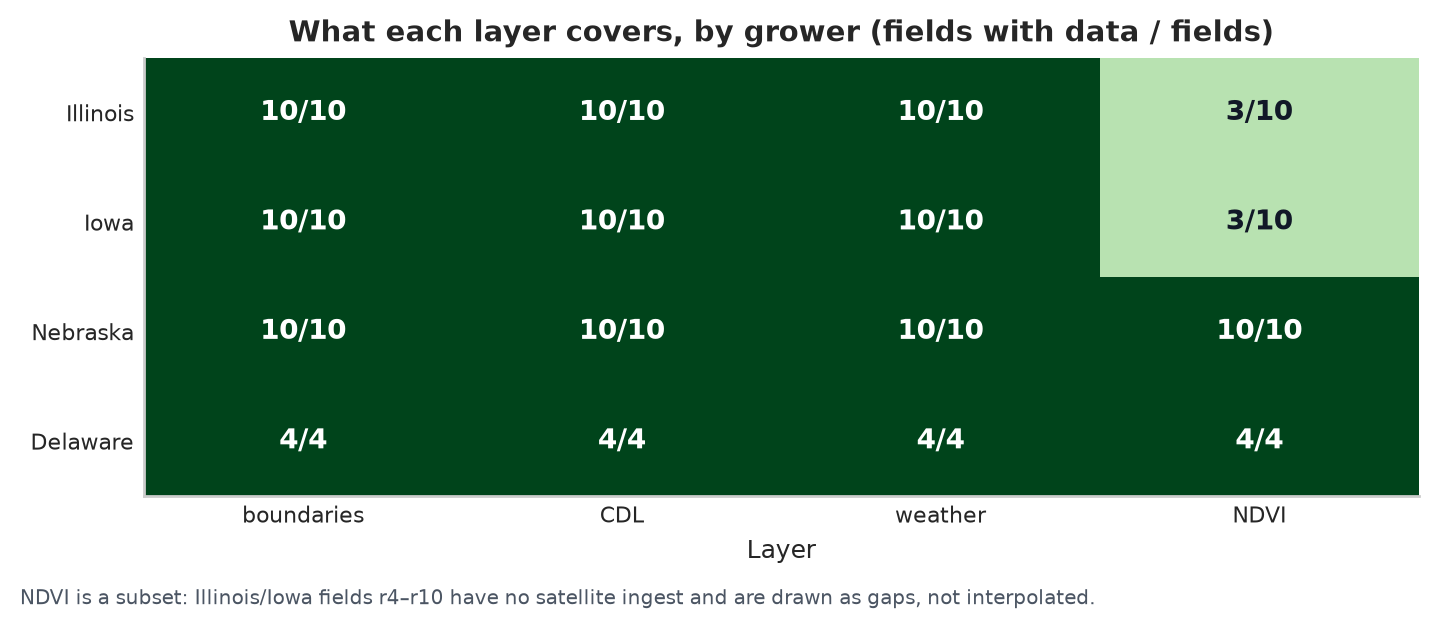 What each layer covers, by grower (fields with data / fields)
Illinois 10/10 10/10 10/10 3/10
Iowa 10/10 10/10 10/10 3/10
Nebraska 10/10 10/10 10/10 10/10
Delaware 4/4 4/4 4/4 4/4
boundaries CDL weather NDVI
Layer
NDVI is a subset: Illinois/Iowa fields r4–r10 have no satellite ingest and are drawn as gaps, not interpolated.